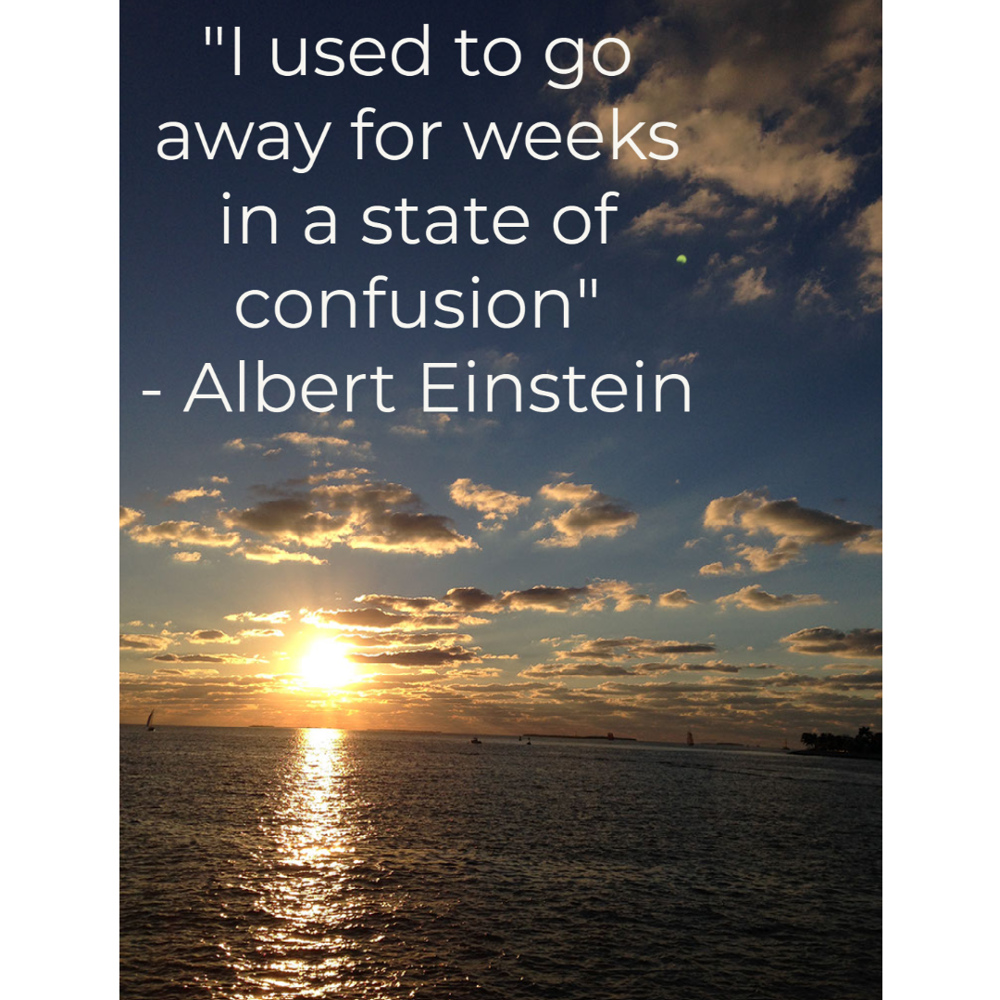 "I used to go
away for weeks
in a state of
confusion"
- Albert Einstein